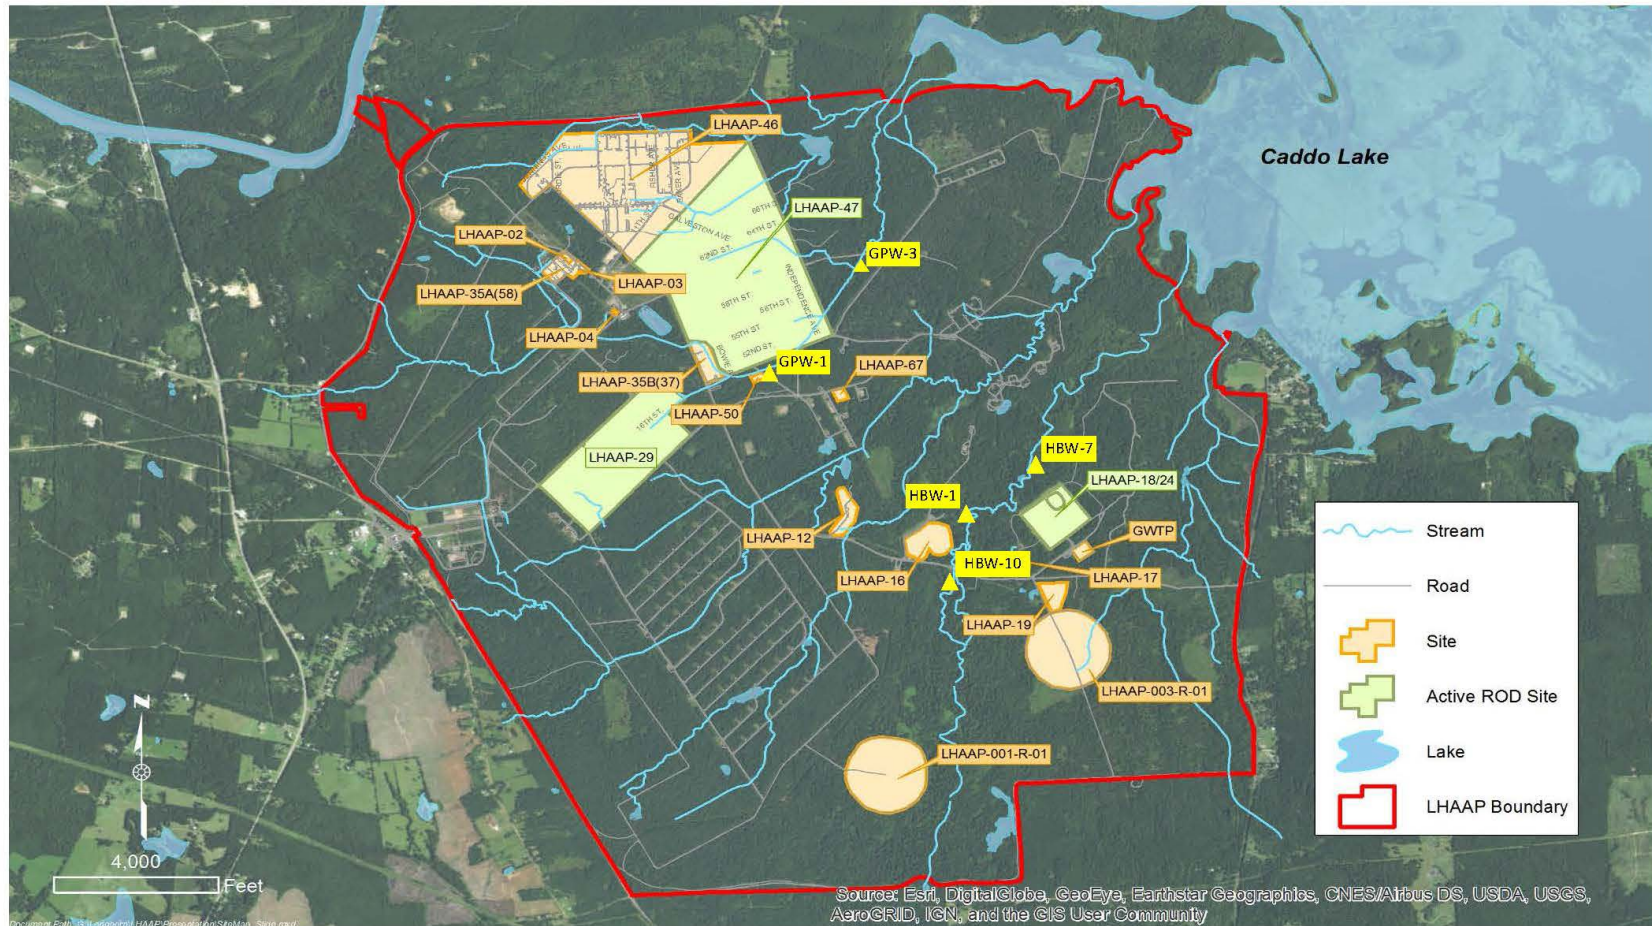 LHAAP-46
Caddo Lake
LHAAP-47
66TH S
64TH ST.
GALVESTON AVE
62ND ST.
LHAAP-02
GPW-3
LHAAP-03
LHAAP-35A(58)
INDEPENDENCE AVE
58TH ST.
56TH ST.
55TH ST
52ND ST.
LHAAP-04
BOWIE
GPW-1
LHAAP-67
LHAAP-35B(37)
LHAAP-50
16TH ST.
LHAAP-29
HBW-7
LHAAP-18/24
HBW-1
LHAAP-12
GWTP
HBW-10
LHAAP-16
LHAAP-17
LHAAP-19
LHAAP-003-R-01
LHAAP-001-R-01
Stream
Road
Site
Active ROD Site
Lake
LHAAP Boundary
Z
4,000
Feet
Source: Esri, DigitalGlobe, GeoEye, Earthstar Geographics, CNES/Airbus DS, USDA, USGS,
AeroGRID, IGN, and the GIS User Community